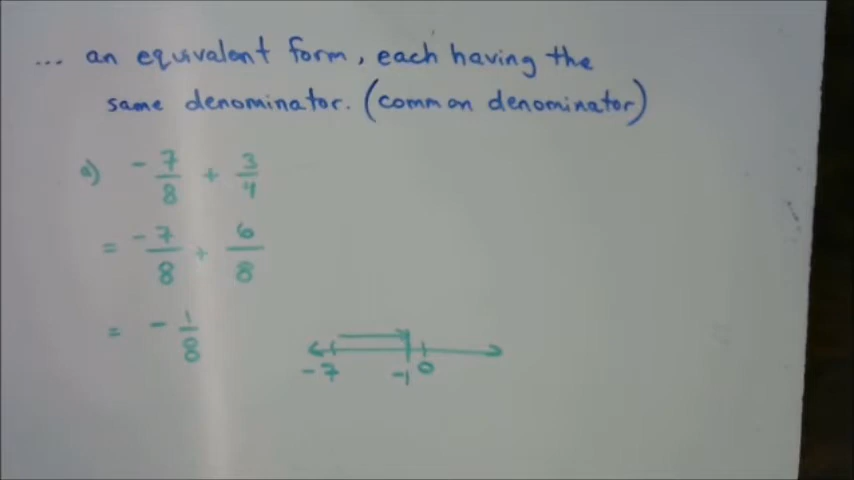 ... an equivalent form, each having the
same denominator. (common denominator)
a) -7/8 + 3/4
= -7/8 + 6/8
= - 1/8
-7 -1 0